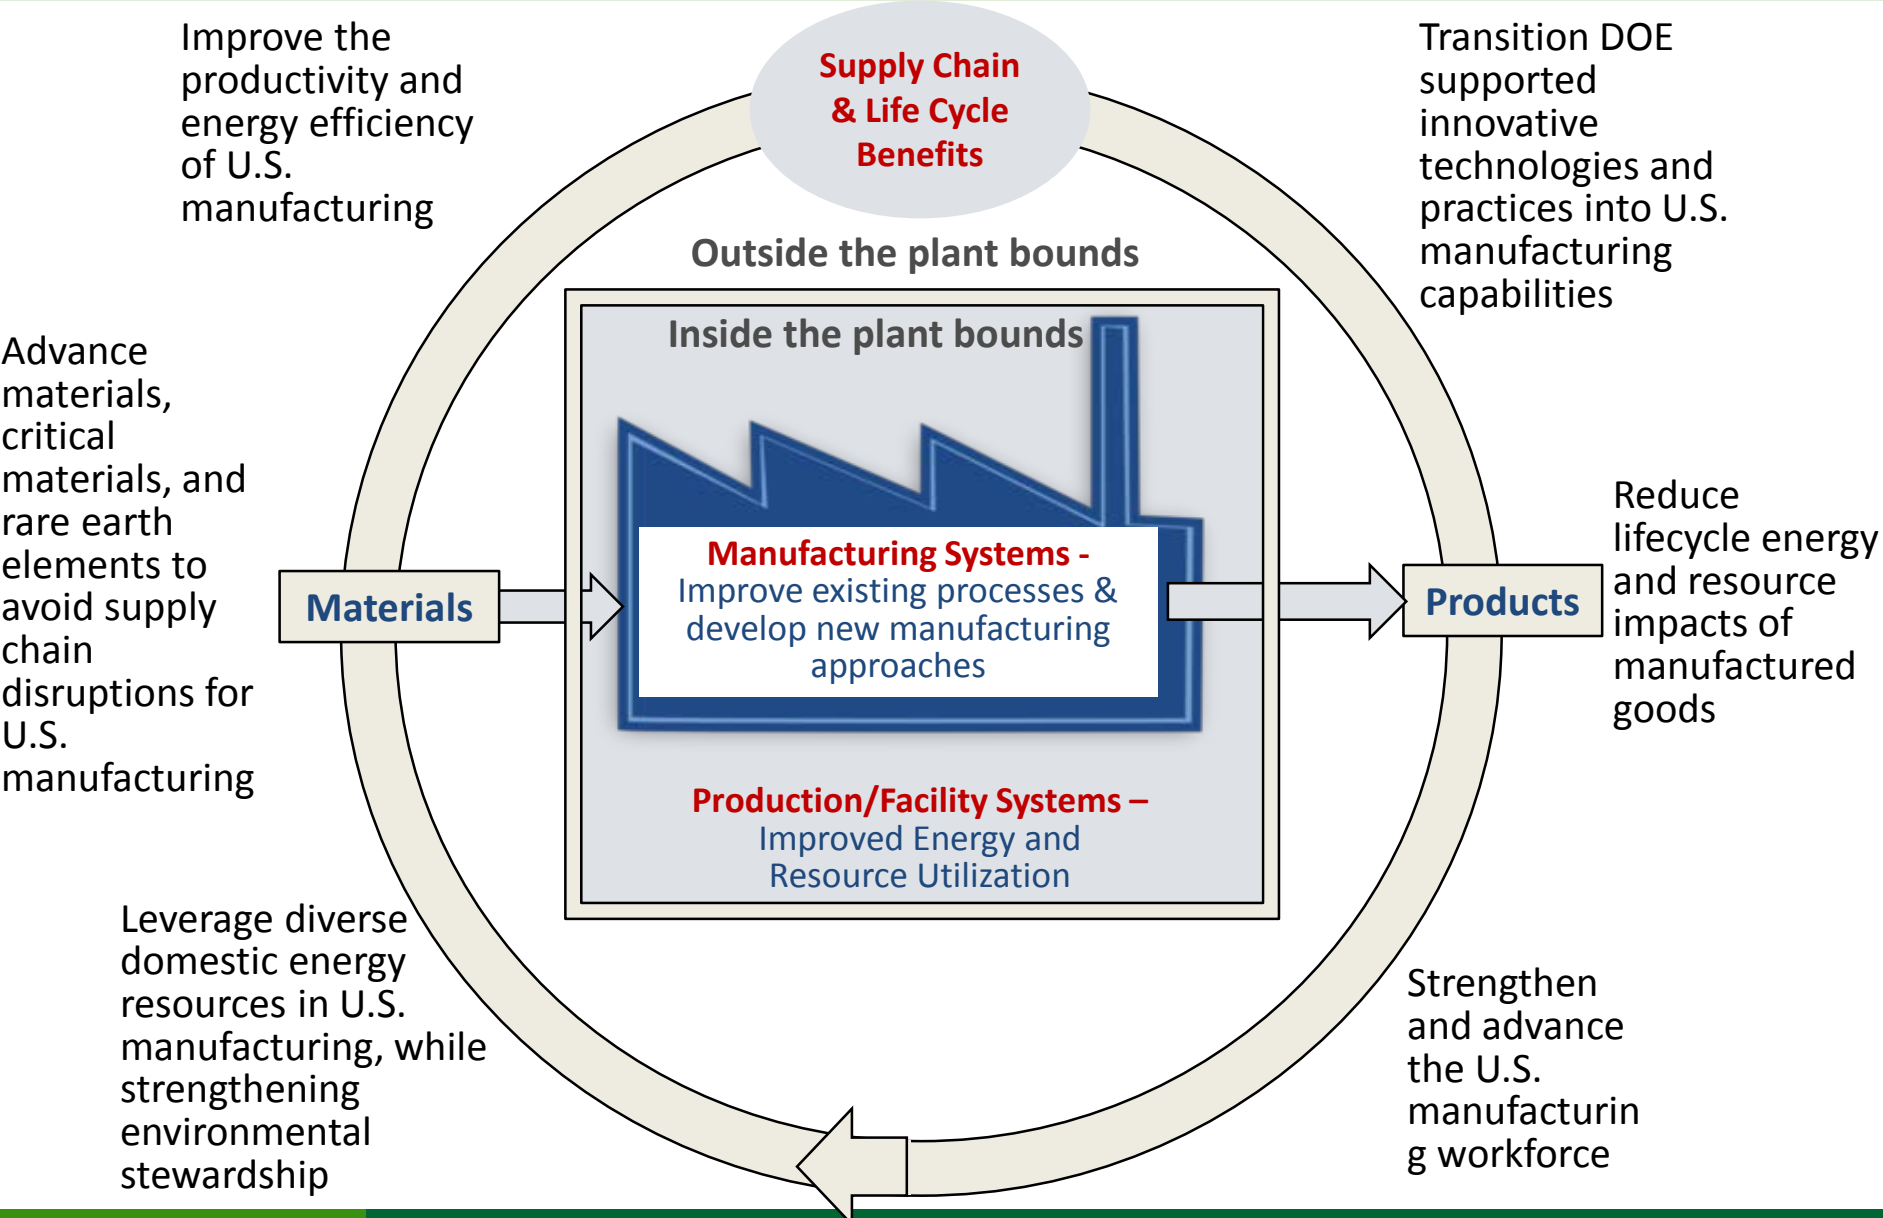 Improve the
productivity and
energy efficiency
of U.S.
manufacturing
Supply Chain
& Life Cycle
Benefits
Transition DOE
supported
innovative
technologies and
practices into U.S.
manufacturing
capabilities
Outside the plant bounds
Inside the plant bounds
Advance
materials,
critical
materials, and
rare earth
elements to
avoid supply
chain
disruptions for
U.S.
manufacturing
Materials
Manufacturing Systems -
Improve existing processes &
develop new manufacturing
approaches
Products
Reduce
lifecycle energy
and resource
impacts of
manufactured
goods
Production/Facility Systems –
Improved Energy and
Resource Utilization
Leverage diverse
domestic energy
resources in U.S.
manufacturing, while
strengthening
environmental
stewardship
Strengthen
and advance
the U.S.
manufacturin
g workforce